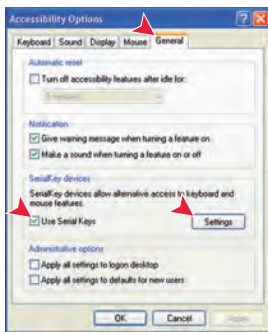 Accessibility Options
Keyboard Sound Display Mouse General
Automatic reset
Turn off accessibility features after idle for:
Notification
Give warning message when turning a feature on
Make a sound when turning a feature on or off
SerialKey devices
SerialKey devices allow alternative access to keyboard and
mouse features.
Use Serial Keys
Settings
Administrative options
Apply all settings to logon desktop
Apply all settings to defaults for new users
OK Cancel Apply